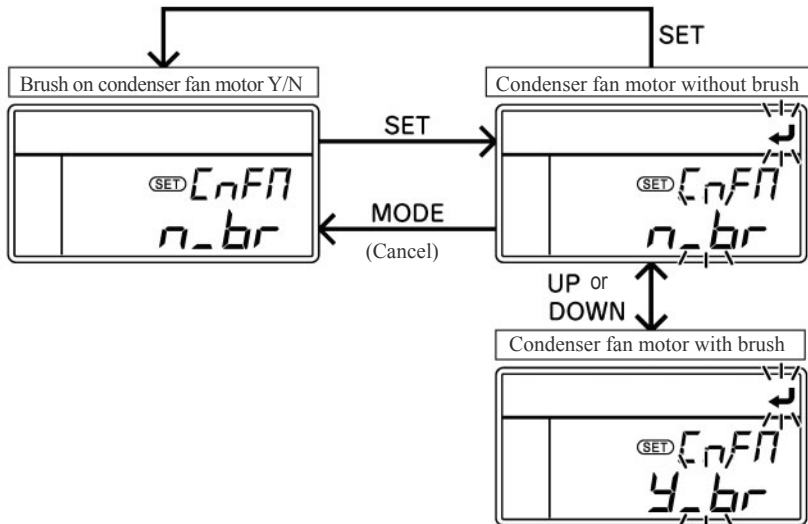 SET
Brush on condenser fan motor Y/N
Condenser fan motor without brush
SET
SET CnFM
n_br
SET CnFM
n_br
MODE
(Cancel)
UP or
DOWN
Condenser fan motor with brush
SET CnFM
y_br